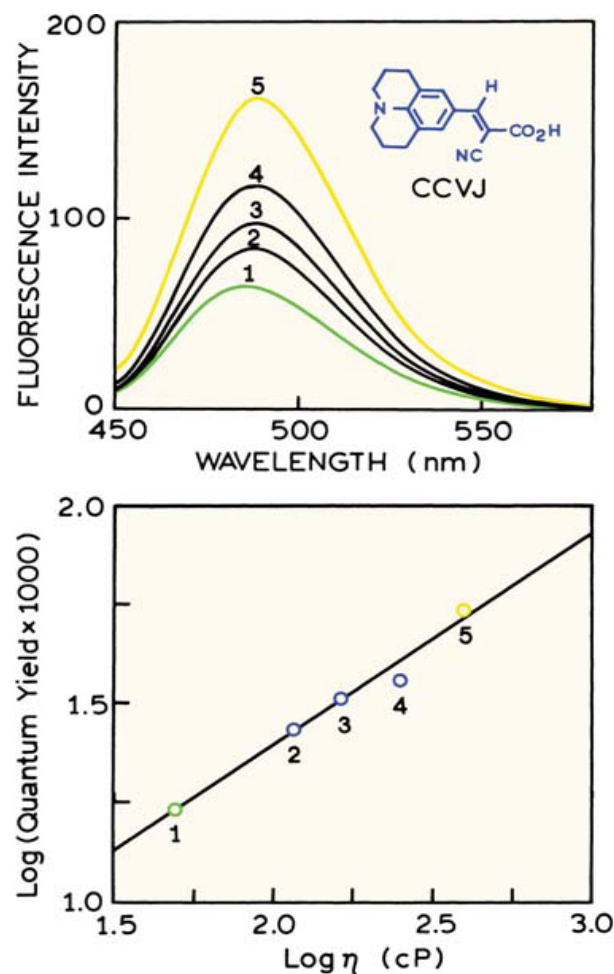 200
100
0
FLUORESCENCE INTENSITY
5
4
3
2
1
H
N
CO2H
NC
CCVJ
450
500
550
WAVELENGTH (nm)
2.0
1.5
1.0
Log (Quantum Yield×1000)
5
4
3
2
1
1.5
2.0
2.5
3.0
Log η (cP)